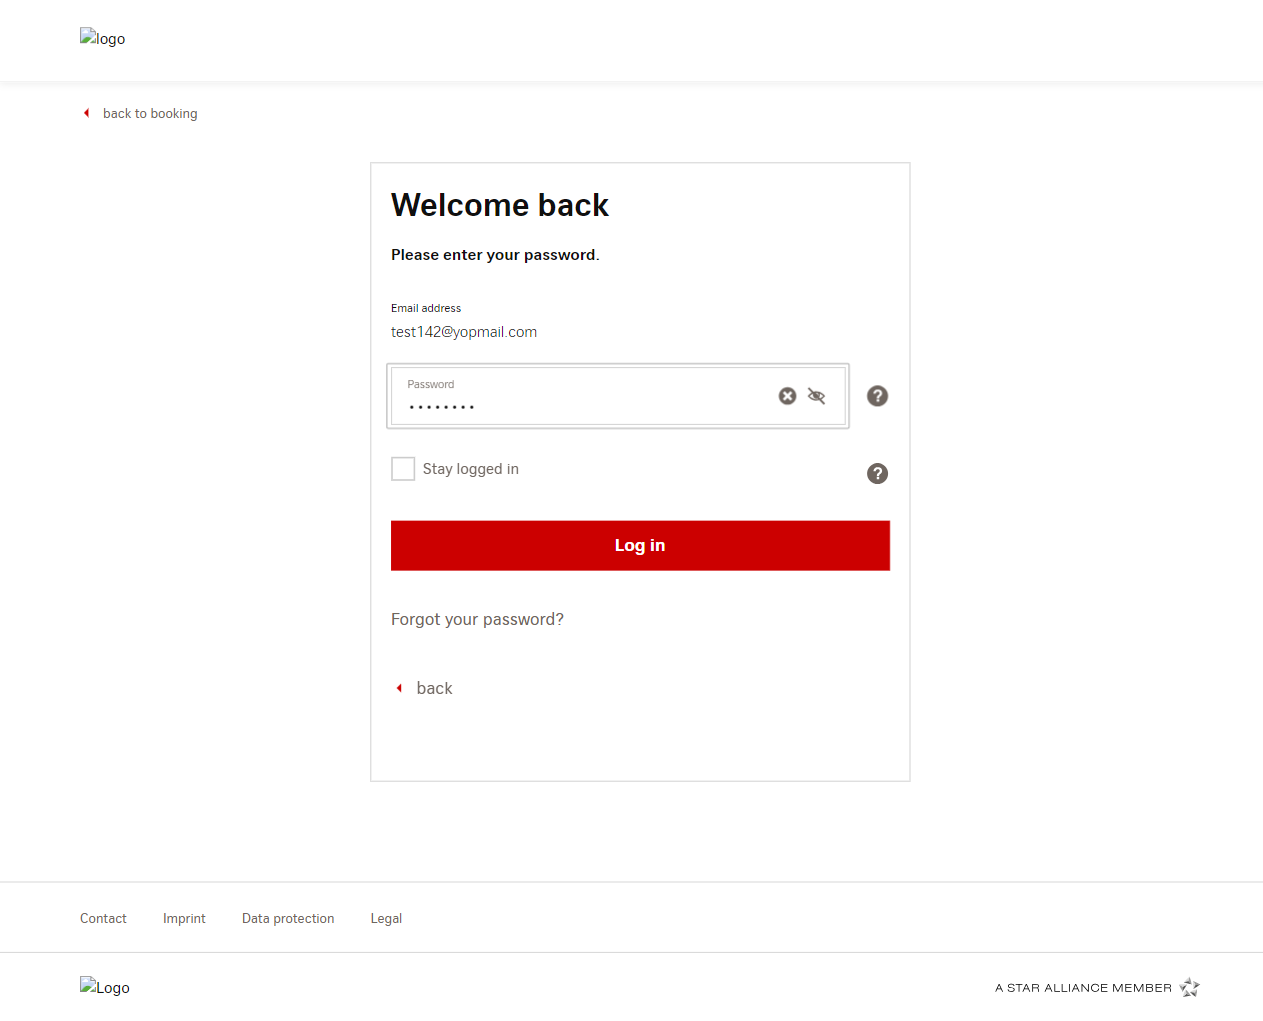 logo
back to booking
Welcome back
Please enter your password.
Email address
test142@yopmail.com
Password
••••••••
Stay logged in
Log in
Forgot your password?
back
Contact Imprint Data protection Legal
Logo
A STAR ALLIANCE MEMBER